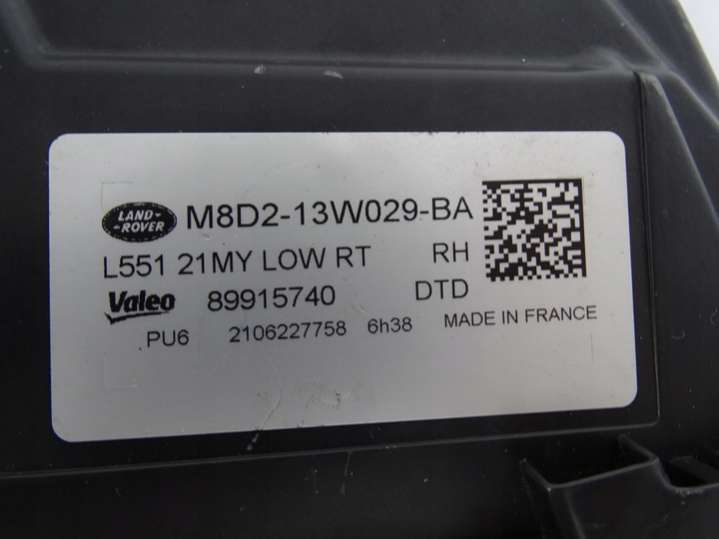 LAND-
-ROVER M8D2-13W029-BA
L551 21MY LOW RT RH
Valeo 89915740 DTD
PU6 2106227758 6h38 MADE IN FRANCE